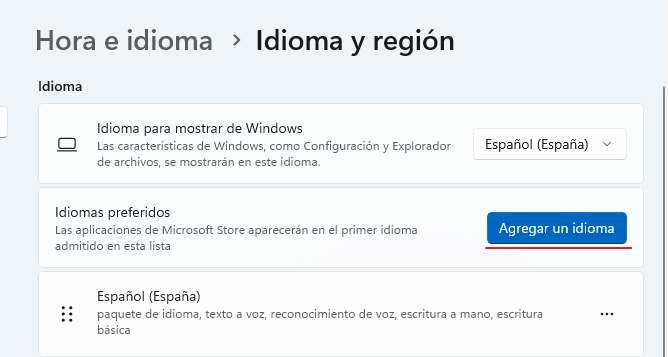 Hora e idioma > Idioma y región
Idioma
Idioma para mostrar de Windows
Las características de Windows, como Configuración y Explorador
de archivos, se mostrarán en este idioma.
Español (España)
Idiomas preferidos
Las aplicaciones de Microsoft Store aparecerán en el primer idioma
admitido en esta lista
Agregar un idioma
Español (España)
paquete de idioma, texto a voz, reconocimiento de voz, escritura a mano, escritura
básica